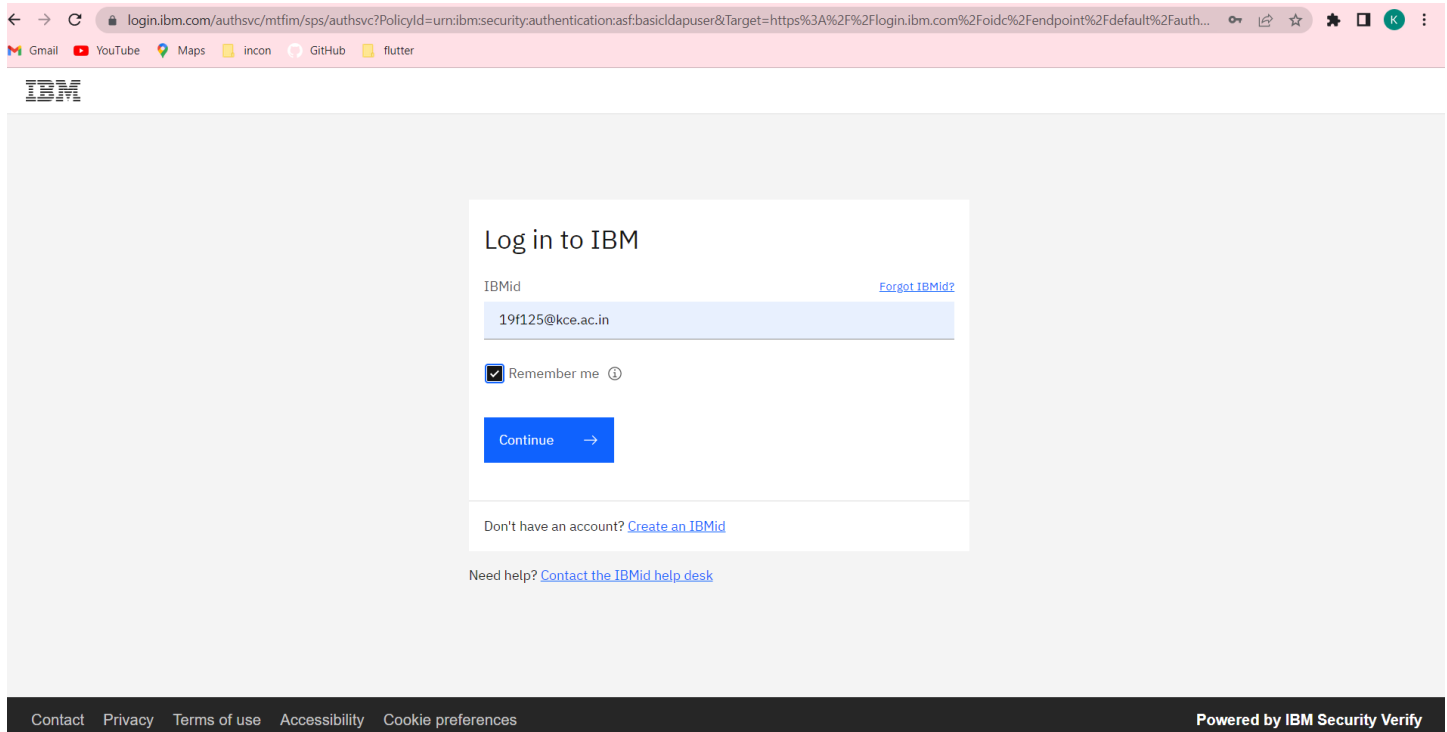 login.ibm.com/authsvc/mtfim/sps/authsvc?PolicyId=urn:ibm:security:authentication:asf:basicldapuser&Target=https%3A%2F%2Flogin.ibm.com%2Foidc%2Fendpoint%2Fdefault%2Fauth... K
Gmail YouTube Maps incon GitHub flutter
IBM
Log in to IBM
IBMid Forgot IBMid?
19f125@kce.ac.in
Remember me
Continue →
Don't have an account? Create an IBMid
Need help? Contact the IBMid help desk
Contact Privacy Terms of use Accessibility Cookie preferences Powered by IBM Security Verify